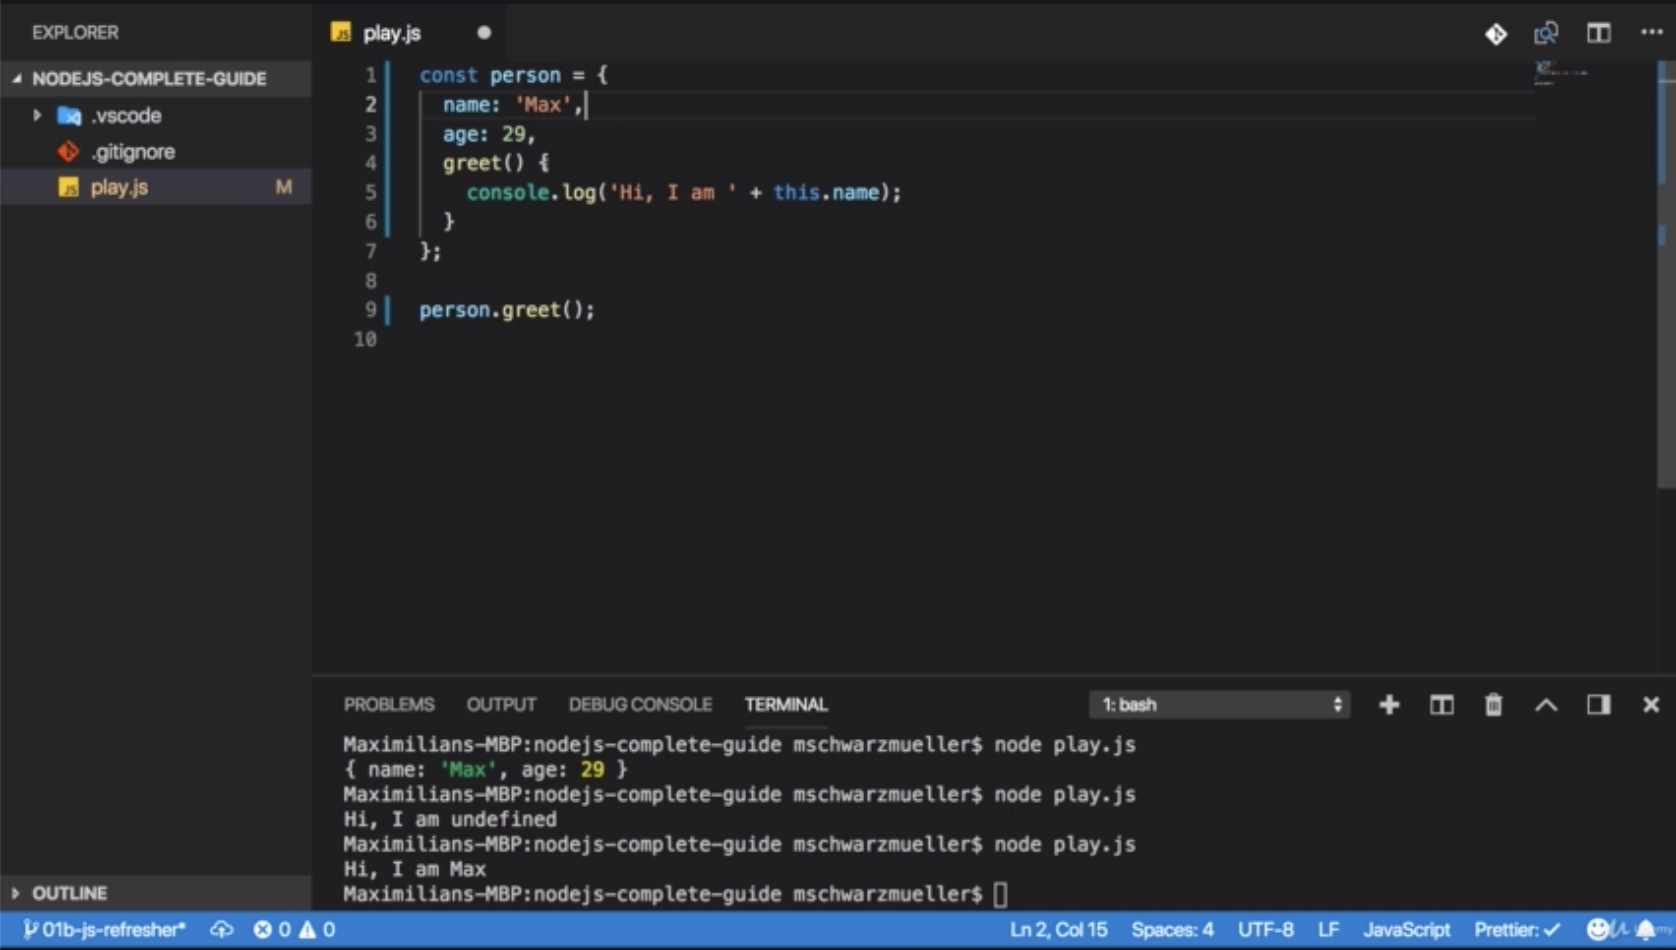 EXPLORER
NODEJS-COMPLETE-GUIDE
.vscode
.gitignore
JS play.js M
OUTLINE
JS play.js
1 const person = {
2 name: 'Max',
3 age: 29,
4 greet() {
5 console.log('Hi, I am ' + this.name);
6 }
7 };
8
9 person.greet();
10
PROBLEMS OUTPUT DEBUG CONSOLE TERMINAL 1: bash
Maximilians-MBP:nodejs-complete-guide mschwarzmueller$ node play.js
{ name: 'Max', age: 29 }
Maximilians-MBP:nodejs-complete-guide mschwarzmueller$ node play.js
Hi, I am undefined
Maximilians-MBP:nodejs-complete-guide mschwarzmueller$ node play.js
Hi, I am Max
Maximilians-MBP:nodejs-complete-guide mschwarzmueller$
01b-js-refresher* 0 0 Ln 2, Col 15 Spaces: 4 UTF-8 LF JavaScript Prettier: ✓